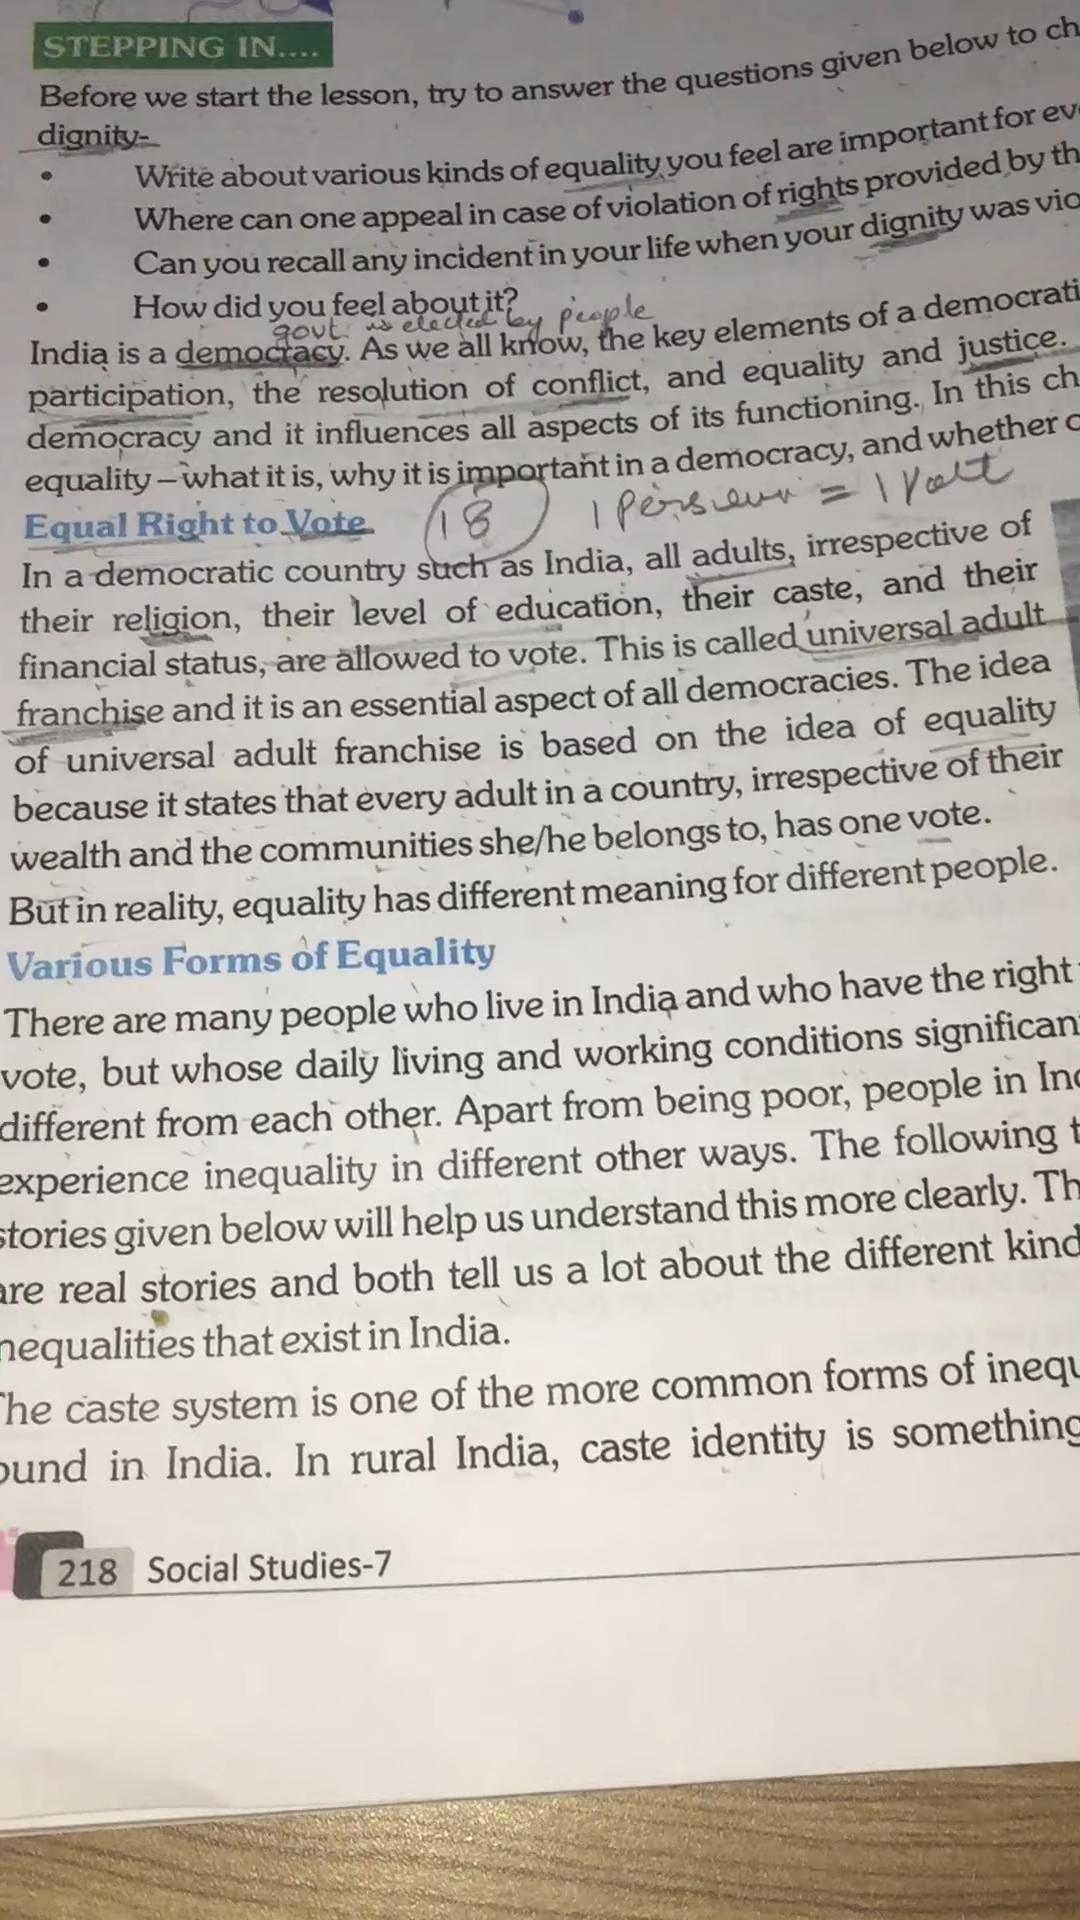 STEPPING IN....
Before we start the lesson, try to answer the questions given below to ch
dignity-
• Write about various kinds of equality you feel are important for ev
• Where can one appeal in case of violation of rights provided by th
• Can you recall any incident in your life when your dignity was vio
• How did you feel about it?
govt. is elected by people
India is a democracy. As we all know, the key elements of a democrati
participation, the resolution of conflict, and equality and justice.
democracy and it influences all aspects of its functioning. In this ch
equality – what it is, why it is important in a democracy, and whether
Equal Right to Vote 18 1 = 1
In a democratic country such as India, all adults, irrespective of
their religion, their level of education, their caste, and their
financial status, are allowed to vote. This is called universal adult
franchise and it is an essential aspect of all democracies. The idea
of universal adult franchise is based on the idea of equality
because it states that every adult in a country, irrespective of their
wealth and the communities she/he belongs to, has one vote.
But in reality, equality has different meaning for different people.
Various Forms of Equality
There are many people who live in India and who have the right
vote, but whose daily living and working conditions significan
different from each other. Apart from being poor, people in Ind
experience inequality in different other ways. The following t
stories given below will help us understand this more clearly. Th
are real stories and both tell us a lot about the different kind
nequalities that exist in India.
The caste system is one of the more common forms of inequ
ound in India. In rural India, caste identity is something
218 Social Studies-7